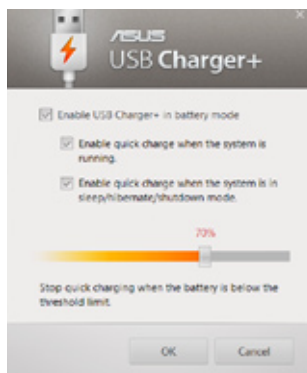 ASUS
USB Charger+
Enable USB Charger+ in battery mode
Enable quick charge when the system is
running.
Enable quick charge when the system is in
sleep/hibernate/shutdown mode.
70%
Stop quick charging when the battery is below the
threshold limit.
OK
Cancel